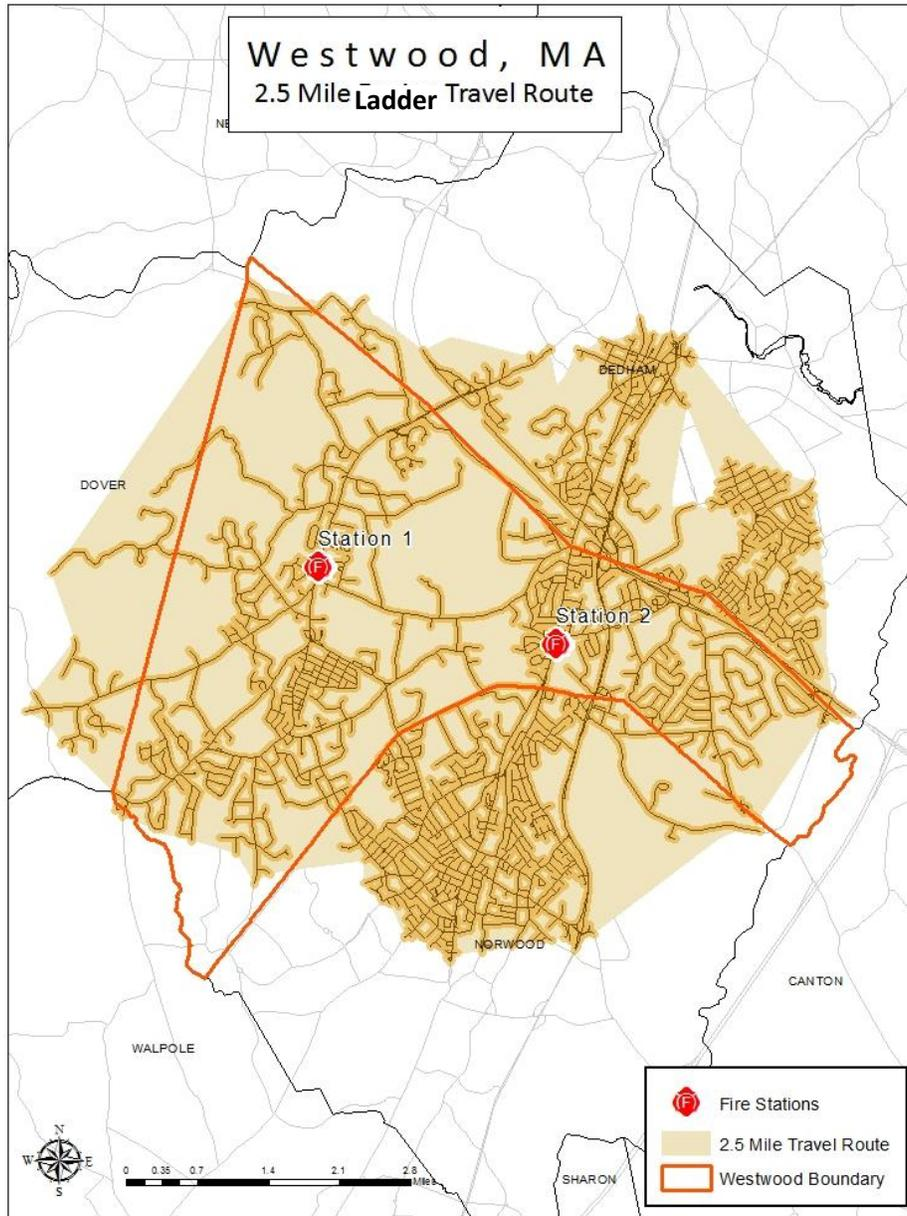 Westwood, MA
2.5 Mile Ladder Travel Route
NE
DEDHAM
DOVER
Station 1
Station 2
NORWOOD
CANTON
WALPOLE
SHARON
N
W E
S
0 0.35 0.7 1.4 2.1 2.8
Miles
F Fire Stations
2.5 Mile Travel Route
Westwood Boundary